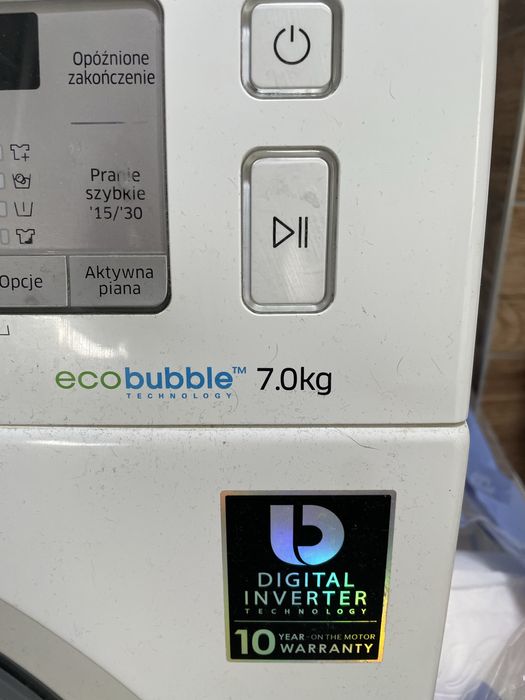 Opóźnione
zakończenie
Pranie
szybkie
'15/'30
Opcje
Aktywna
piana
ecobubble™ 7.0kg
TECHNOLOGY
DIGITAL
INVERTER
TECHNOLOGY
10 YEAR - ON THE MOTOR
WARRANTY